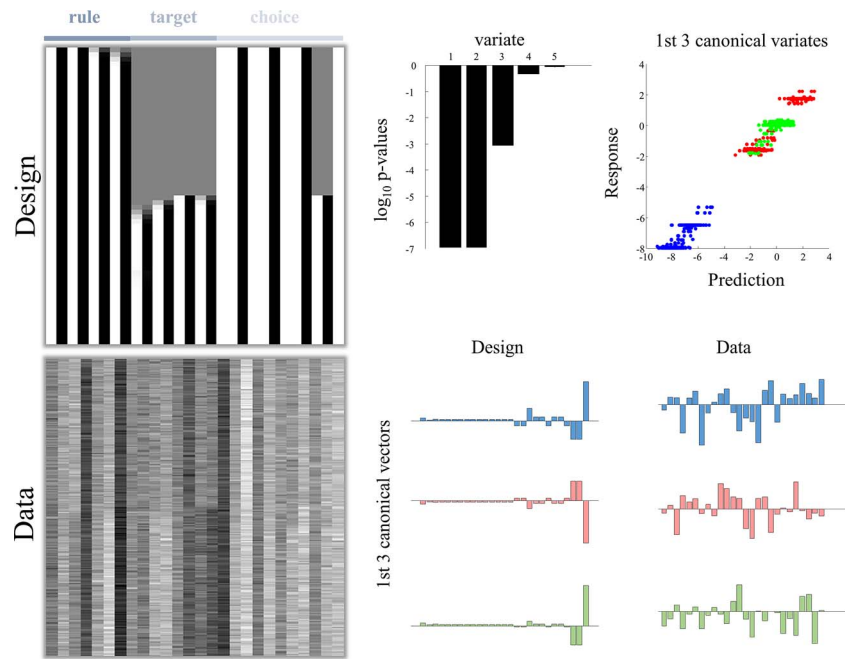 rule target choice
Design
Data
variate
1 2 3 4 5
0
-1
-2
-3
-4
-5
-6
-7
log10 p-values
1st 3 canonical variates
4
2
0
-2
-4
-6
-8
-10 -8 -6 -4 -2 0 2 4
Response
Prediction
Design Data
1st 3 canonical vectors